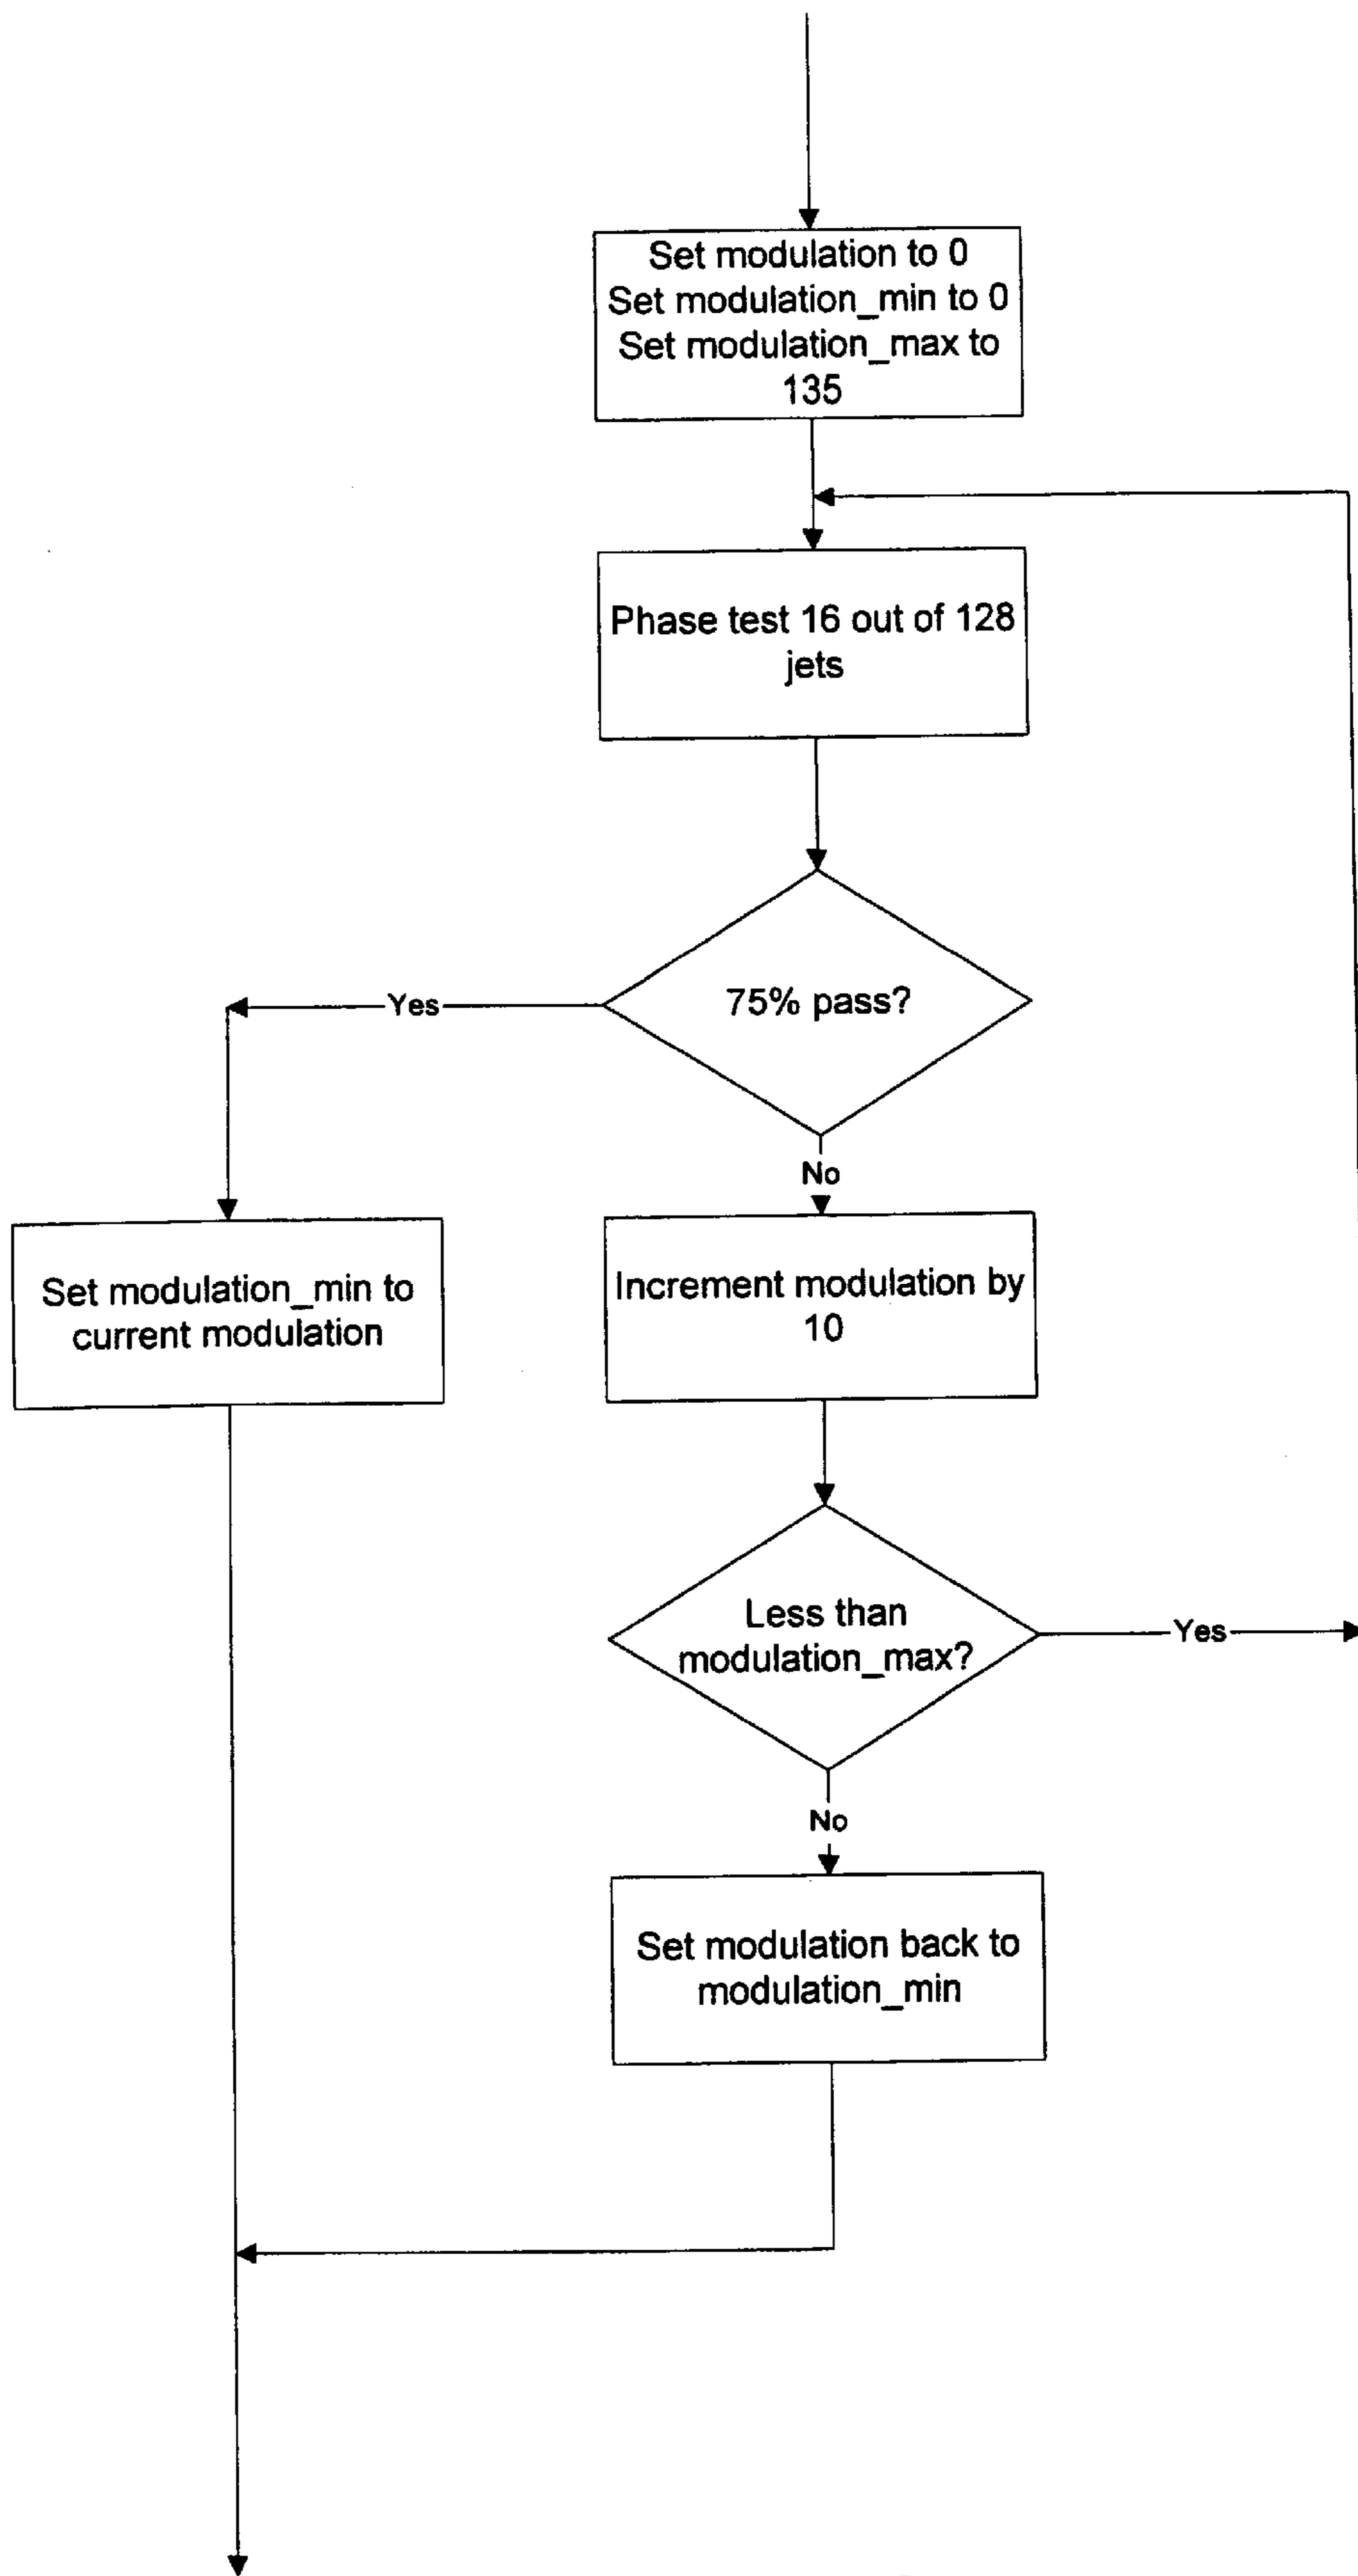 Set modulation to 0
Set modulation_min to 0
Set modulation_max to
135
Phase test 16 out of 128
jets
75% pass?
Yes
No
Set modulation_min to
current modulation
Increment modulation by
10
Less than
modulation_max?
Yes
No
Set modulation back to
modulation_min